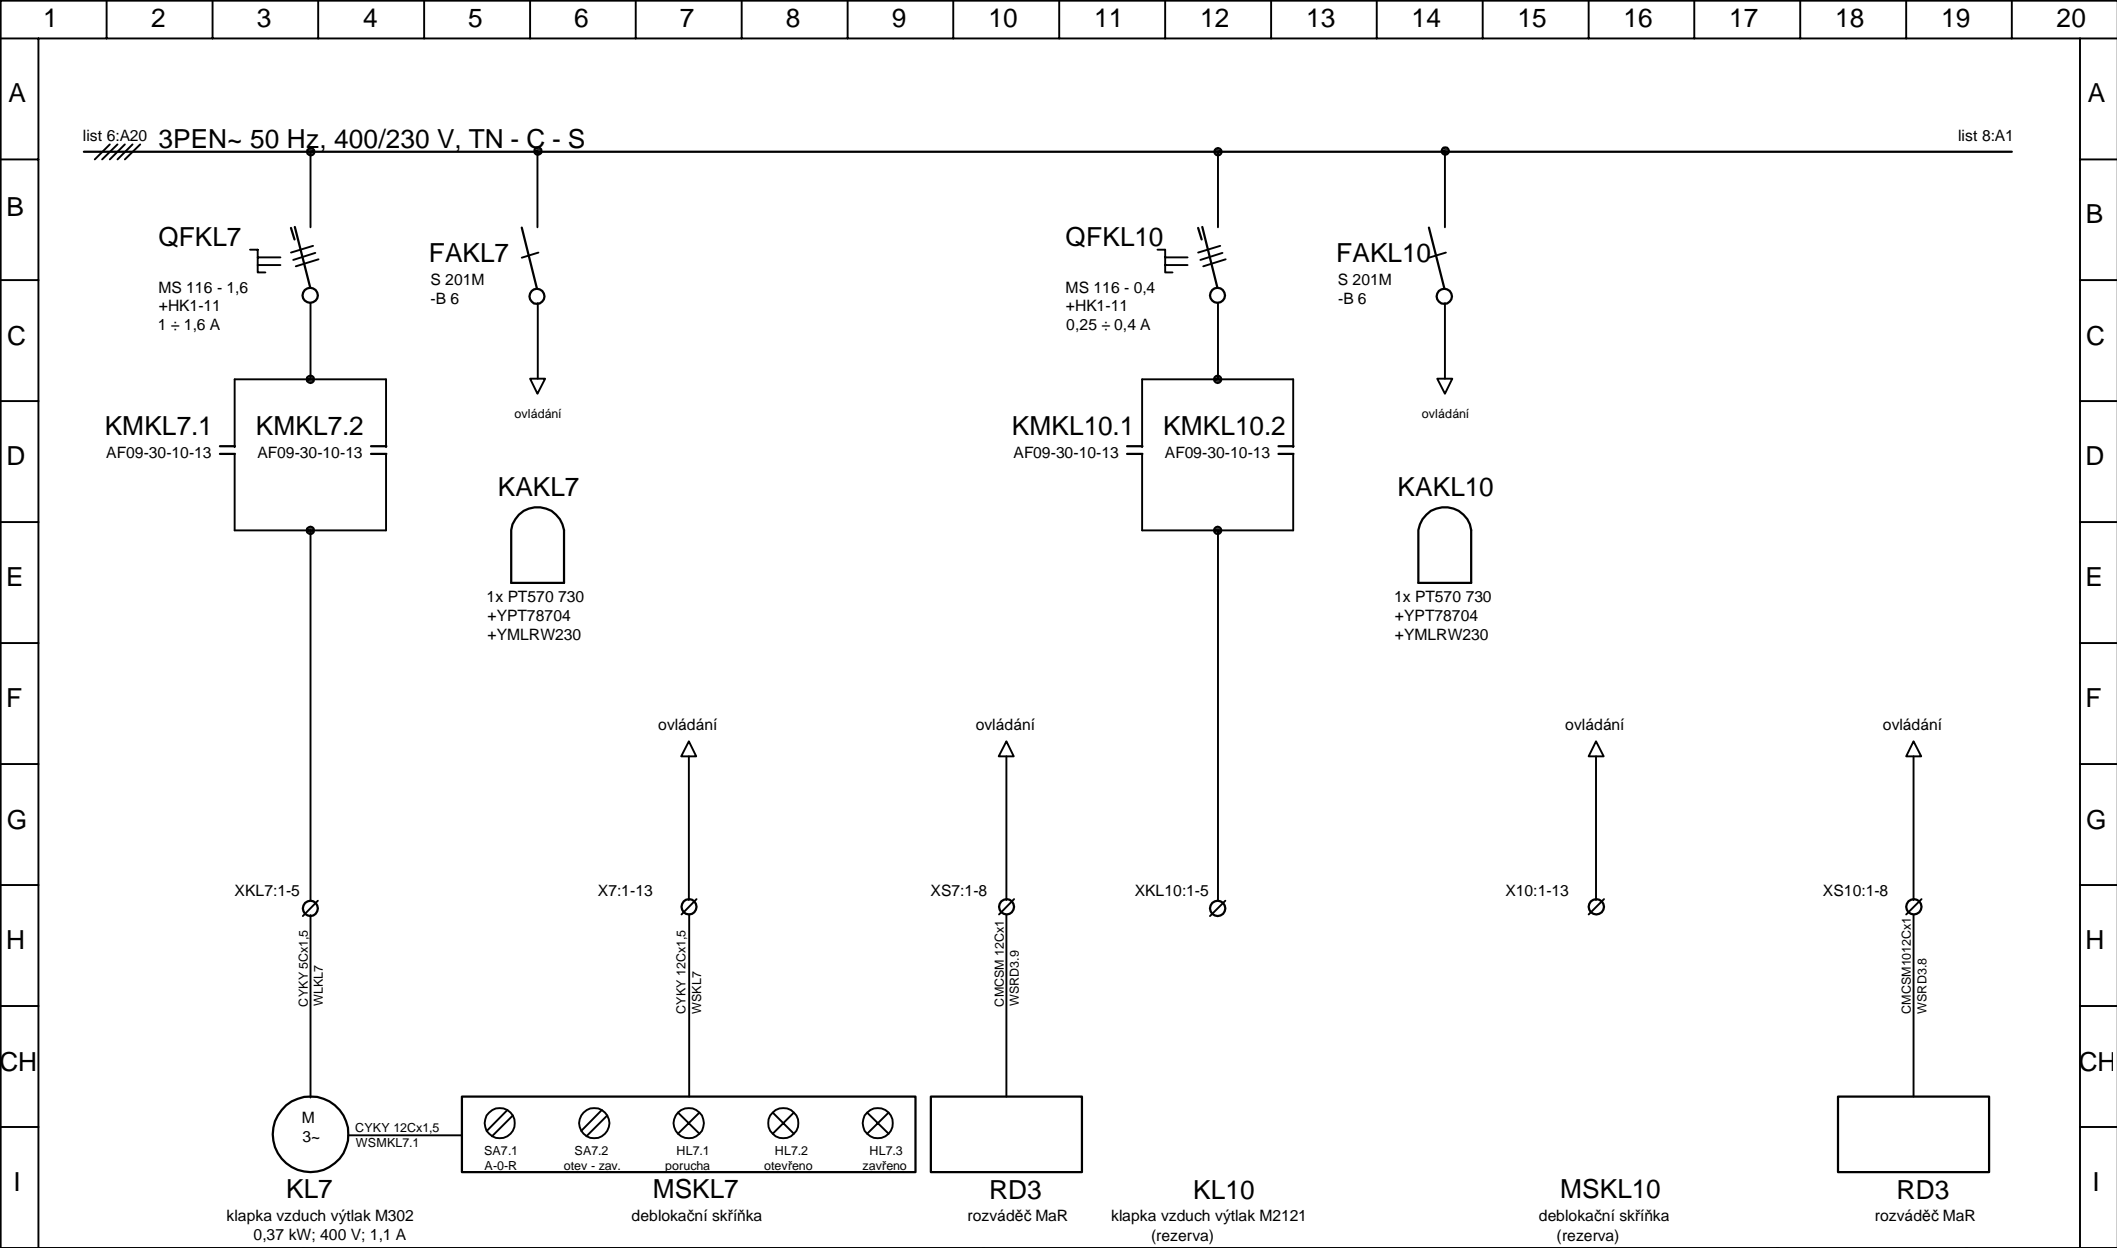 1 2 3 4 5 6 7 8 9 10 11 12 13 14 15 16 17 18 19 20
A A
list 6:A20 3PEN~ 50 Hz, 400/230 V, TN - C - S list 8:A1
B B
QFKL7
MS 116 - 1,6
+HK1-11
1 ÷ 1,6 A
FAKL7
S 201M
-B 6
QFKL10
MS 116 - 0,4
+HK1-11
0,25 ÷ 0,4 A
FAKL10
S 201M
-B 6
C C
ovládání
ovládání
KMKL7.1
AF09-30-10-13
KMKL7.2
AF09-30-10-13
KMKL10.1
AF09-30-10-13
KMKL10.2
AF09-30-10-13
D D
KAKL7
1x PT570 730
+YPT78704
+YMLRW230
KAKL10
1x PT570 730
+YPT78704
+YMLRW230
E E
F F
ovládání
ovládání
ovládání
ovládání
G G
XKL7:1-5
X7:1-13
XS7:1-8
XKL10:1-5
X10:1-13
XS10:1-8
H H
CYKY 5Cx1,5
WLKL7
CYKY 12Cx1,5
WSKL7
CMCSM 12Cx1
WSRD3.9
CMCSM1012Cx1
WSRD3.8
CH CH
M
3~
CYKY 12Cx1,5
WSMKL7.1
SA7.1
A-0-R
SA7.2
otev - zav.
HL7.1
porucha
HL7.2
otevřeno
HL7.3
zavřeno
I I
KL7
klapka vzduch výtlak M302
0,37 kW; 400 V; 1,1 A
MSKL7
deblokační skříňka
RD3
rozváděč MaR
KL10
klapka vzduch výtlak M2121
(rezerva)
MSKL10
deblokační skříňka
(rezerva)
RD3
rozváděč MaR